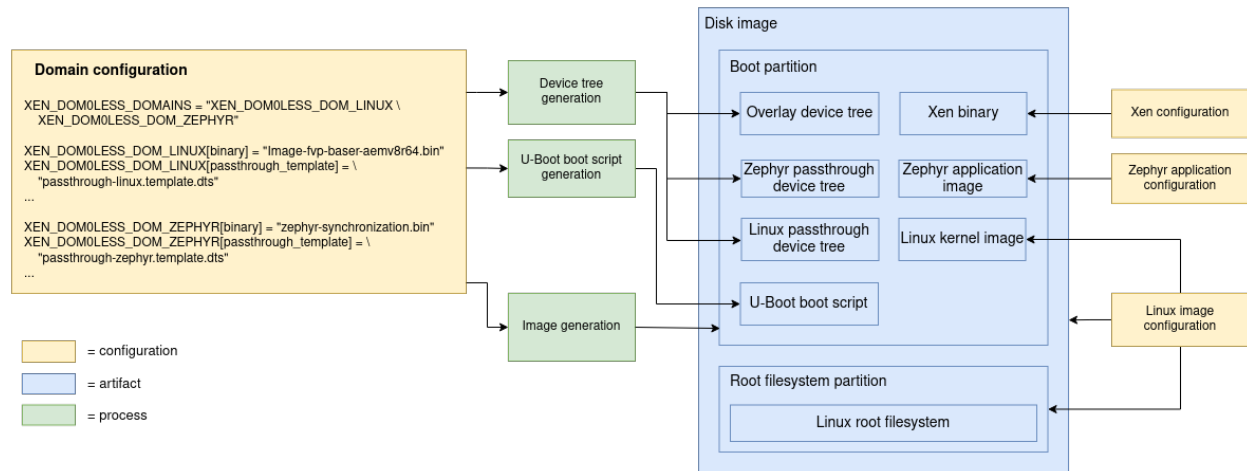 Domain configuration
XEN_DOM0LESS_DOMAINS = "XEN_DOM0LESS_DOM_LINUX \
XEN_DOM0LESS_DOM_ZEPHYR"
XEN_DOM0LESS_DOM_LINUX[binary] = "Image-fvp-baser-aemv8r64.bin"
XEN_DOM0LESS_DOM_LINUX[passthrough_template] = \
"passthrough-linux.template.dts"
...
XEN_DOM0LESS_DOM_ZEPHYR[binary] = "zephyr-synchronization.bin"
XEN_DOM0LESS_DOM_ZEPHYR[passthrough_template] = \
"passthrough-zephyr.template.dts"
...
= configuration
= artifact
= process
Device tree
generation
U-Boot boot script
generation
Image generation
Disk image
Boot partition
Overlay device tree
Xen binary
Zephyr passthrough
device tree
Zephyr application
image
Linux passthrough
device tree
Linux kernel image
U-Boot boot script
Root filesystem partition
Linux root filesystem
Xen configuration
Zephyr application
configuration
Linux image
configuration